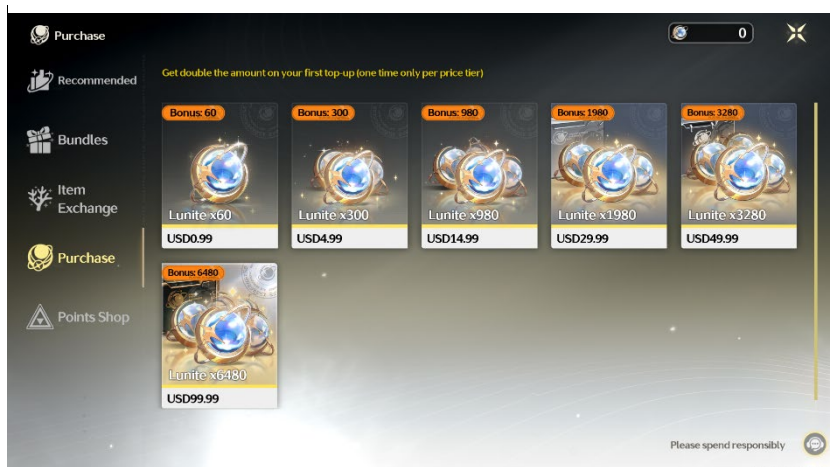 Purchase
0
Recommended
Get double the amount on your first top-up (one time only per price tier)
Bonus: 60
Bonus: 300
Bonus: 980
Bonus: 1980
Bonus: 3280
Bundles
Item
Exchange
Lunite x60
Lunite x300
Lunite x980
Lunite x1980
Lunite x3280
USD0.99
USD4.99
USD14.99
USD29.99
USD49.99
Purchase
Bonus: 6480
Points Shop
Lunite x6480
USD99.99
Please spend responsibly